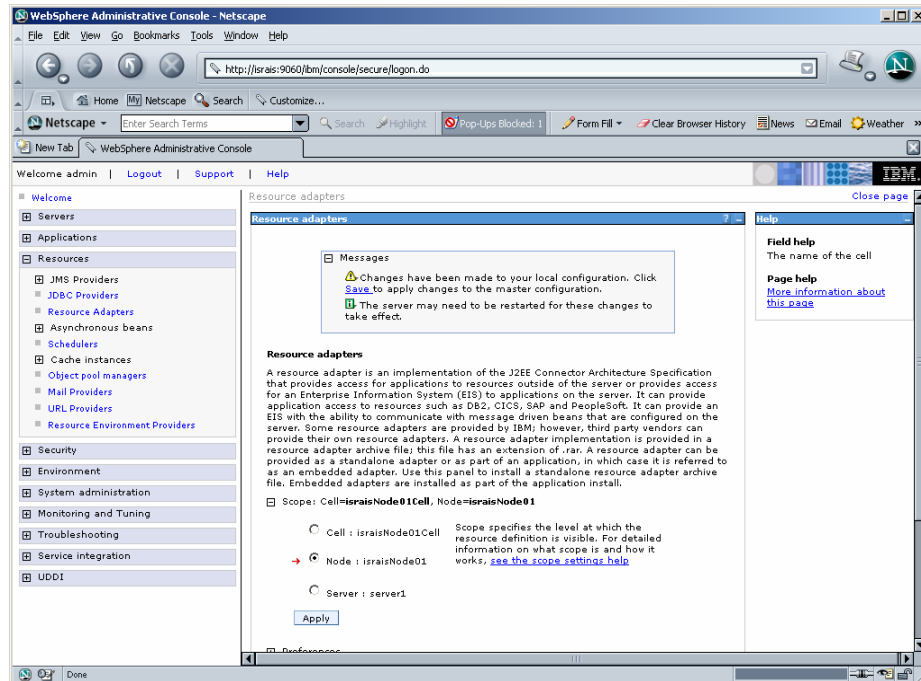 WebSphere Administrative Console - Netscape
File Edit View Go Bookmarks Tools Window Help
http://israis:9060/ibm/console/secure/logon.do
Home My Netscape Search Customize...
Netscape Enter Search Terms Search Highlight Pop-Ups Blocked: 1 Form Fill Clear Browser History News Email Weather »
New Tab WebSphere Administrative Console
Welcome admin | Logout | Support | Help IBM.
Welcome
Servers
Applications
Resources
JMS Providers
JDBC Providers
Resource Adapters
Asynchronous beans
Schedulers
Cache instances
Object pool managers
Mail Providers
URL Providers
Resource Environment Providers
Security
Environment
System administration
Monitoring and Tuning
Troubleshooting
Service integration
UDDI
Resource adapters Close page
Resource adapters ? -
Messages
Changes have been made to your local configuration. Click
Save to apply changes to the master configuration.
The server may need to be restarted for these changes to
take effect.
Resource adapters
A resource adapter is an implementation of the J2EE Connector Architecture Specification
that provides access for applications to resources outside of the server or provides access
for an Enterprise Information System (EIS) to applications on the server. It can provide
application access to resources such as DB2, CICS, SAP and PeopleSoft. It can provide an
EIS with the ability to communicate with message driven beans that are configured on the
server. Some resource adapters are provided by IBM; however, third party vendors can
provide their own resource adapters. A resource adapter implementation is provided in a
resource adapter archive file; this file has an extension of .rar. A resource adapter can be
provided as a standalone adapter or as part of an application, in which case it is referred to
as an embedded adapter. Use this panel to install a standalone resource adapter archive
file. Embedded adapters are installed as part of the application install.
Scope: Cell=israisNode01Cell, Node=israisNode01
Cell : israisNode01Cell
Node : israisNode01
Server : server1
Scope specifies the level at which the
resource definition is visible. For detailed
information on what scope is and how it
works, see the scope settings help
Apply
Preferences
Help -
Field help
The name of the cell
Page help
More information about
this page
Done